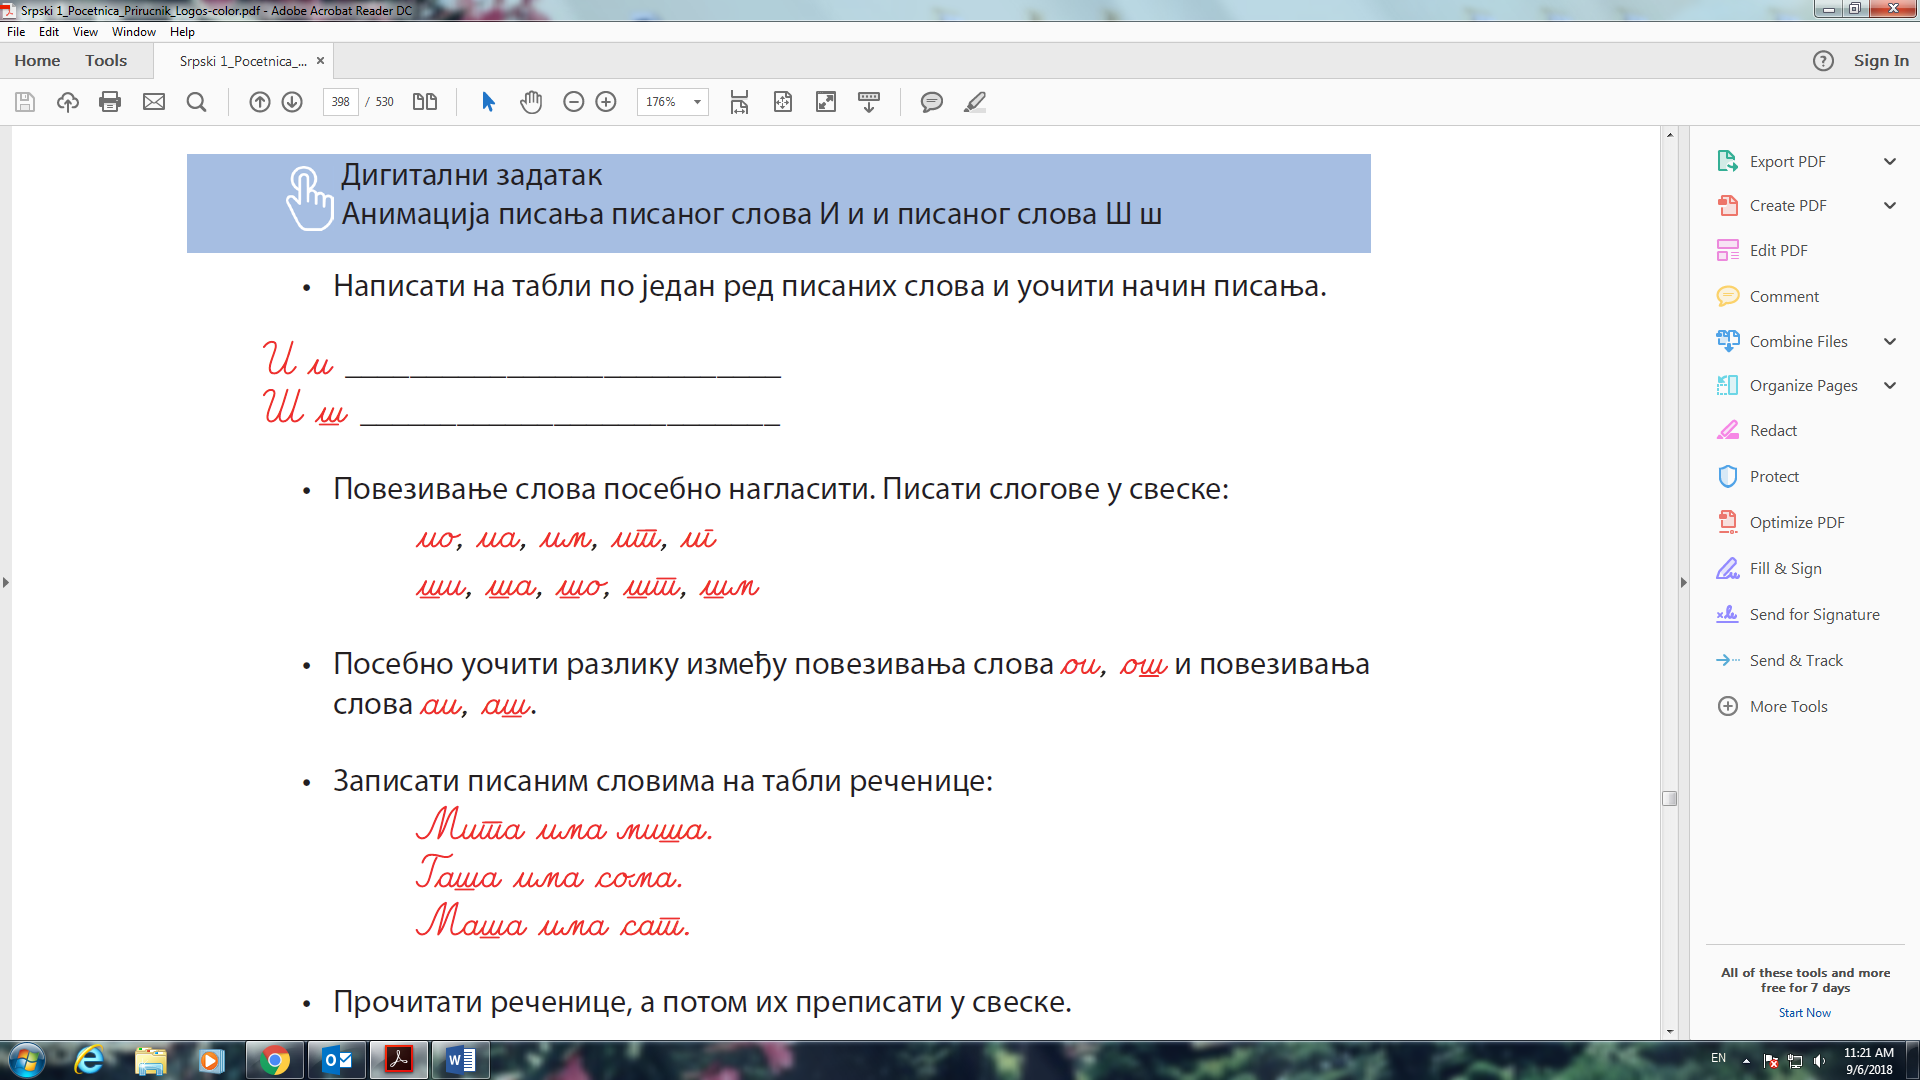 Srpski 1_Pocetnica_Prirucnik_Logos-color.pdf - Adobe Acrobat Reader DC
File Edit View Window Help
Home Tools Srpski 1_Pocetnica_... × Sign In
398 / 530 176%
Дигитални задатак
Анимација писања писаног слова И и и писаног слова Ш ш
• Написати на табли по један ред писаних слова и уочити начин писања.
И и ____________________________
Ш ш ___________________________
• Повезивање слова посебно нагласити. Писати слогове у свеске:
ио, иа, им, ит, иг
ши, ша, шо, шт, шм
• Посебно уочити разлику између повезивања слова ои, ош и повезивања
слова аи, аш.
• Записати писаним словима на табли реченице:
Мита има миша.
Гаша има сома.
Маша има сат.
• Прочитати реченице, а потом их преписати у свеске.
Export PDF
Create PDF
Edit PDF
Comment
Combine Files
Organize Pages
Redact
Protect
Optimize PDF
Fill & Sign
Send for Signature
Send & Track
More Tools
All of these tools and more
free for 7 days
Start Now
EN
11:21 AM
9/6/2018